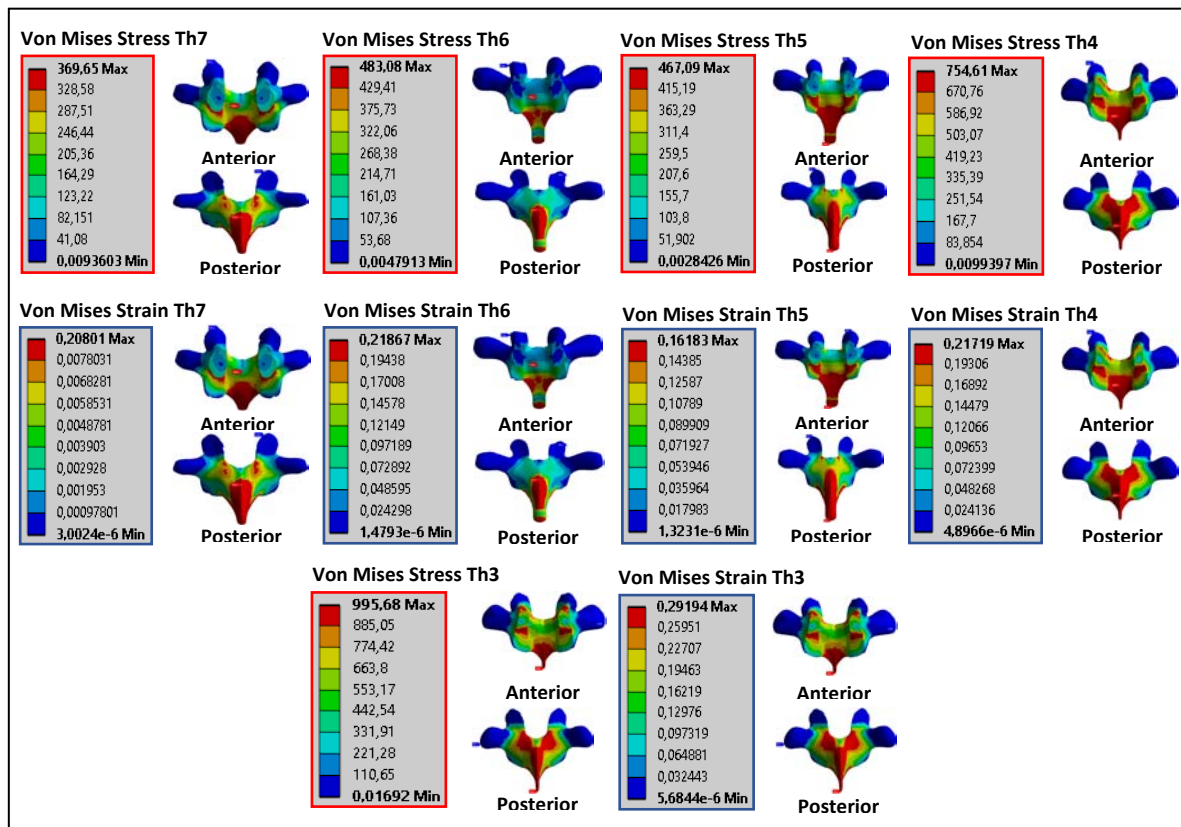 Von Mises Stress Th7
369,65 Max
328,58
287,51
246,44
205,36
164,29
123,22
82,151
41,08
0,0093603 Min
Anterior
Posterior
Von Mises Stress Th6
483,08 Max
429,41
375,73
322,06
268,38
214,71
161,03
107,36
53,68
0,0047913 Min
Anterior
Posterior
Von Mises Stress Th5
467,09 Max
415,19
363,29
311,4
259,5
207,6
155,7
103,8
51,902
0,0028426 Min
Anterior
Posterior
Von Mises Stress Th4
754,61 Max
670,76
586,92
503,07
419,23
335,39
251,54
167,7
83,854
0,0099397 Min
Anterior
Posterior
Von Mises Strain Th7
0,20801 Max
0,0078031
0,0068281
0,0058531
0,0048781
0,003903
0,002928
0,001953
0,00097801
3,0024e-6 Min
Anterior
Posterior
Von Mises Strain Th6
0,21867 Max
0,19438
0,17008
0,14578
0,12149
0,097189
0,072892
0,048595
0,024298
1,4793e-6 Min
Anterior
Posterior
Von Mises Strain Th5
0,16183 Max
0,14385
0,12587
0,10789
0,089909
0,071927
0,053946
0,035964
0,017983
1,3231e-6 Min
Anterior
Posterior
Von Mises Strain Th4
0,21719 Max
0,19306
0,16892
0,14479
0,12066
0,09653
0,072399
0,048268
0,024136
4,8966e-6 Min
Anterior
Posterior
Von Mises Stress Th3
995,68 Max
885,05
774,42
663,8
553,17
442,54
331,91
221,28
110,65
0,01692 Min
Anterior
Posterior
Von Mises Strain Th3
0,29194 Max
0,25951
0,22707
0,19463
0,16219
0,12976
0,097319
0,064881
0,032443
5,6844e-6 Min
Anterior
Posterior